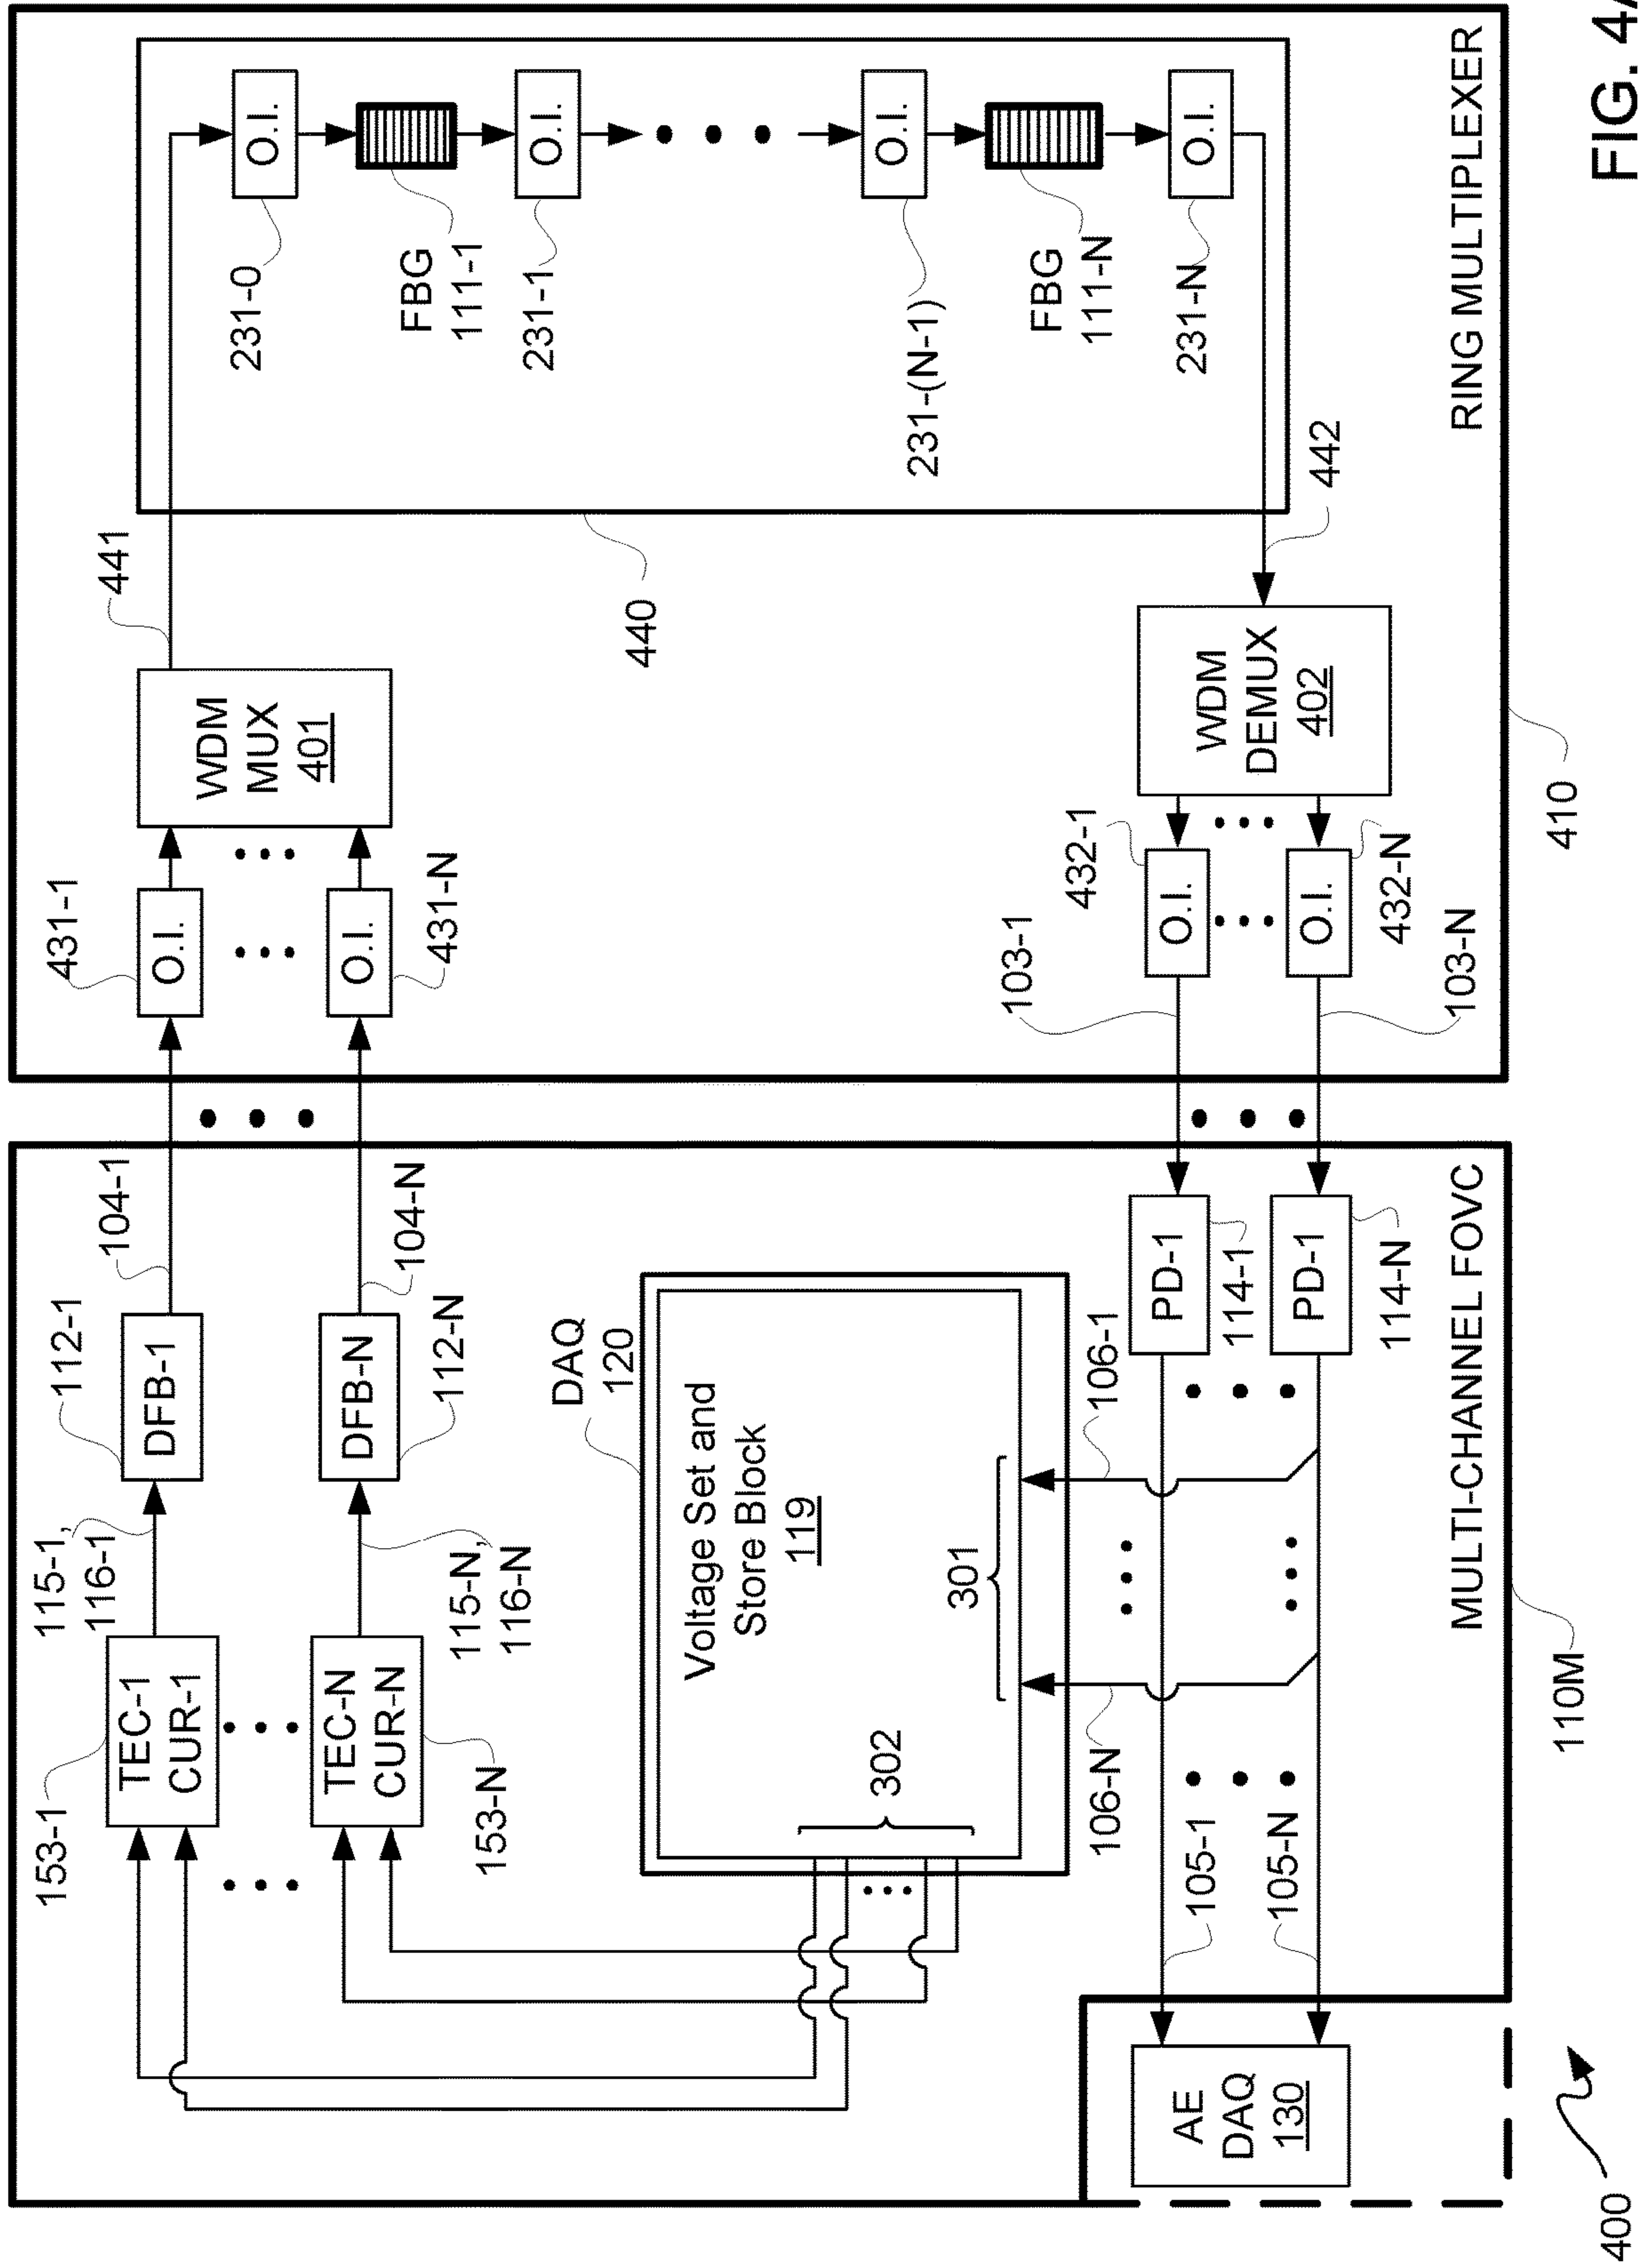 153-1
TEC-1
CUR-1
115-1,
116-1
112-1
DFB-1
104-1
153-N
TEC-N
CUR-N
115-N,
116-N
112-N
DFB-N
104-N
DAQ
120
Voltage Set and
Store Block
119
302
301
106-N
106-1
105-1
105-N
AE
DAQ
130
PD-1
114-1
PD-1
114-N
MULTI-CHANNEL FOVC
110M
400
431-1
O.I.
O.I.
431-N
WDM
MUX
401
441
440
O.I.
231-0
FBG
111-1
O.I.
231-1
O.I.
231-(N-1)
FBG
111-N
O.I.
231-N
442
WDM
DEMUX
402
432-1
O.I.
O.I.
432-N
103-1
103-N
410
RING MULTIPLEXER